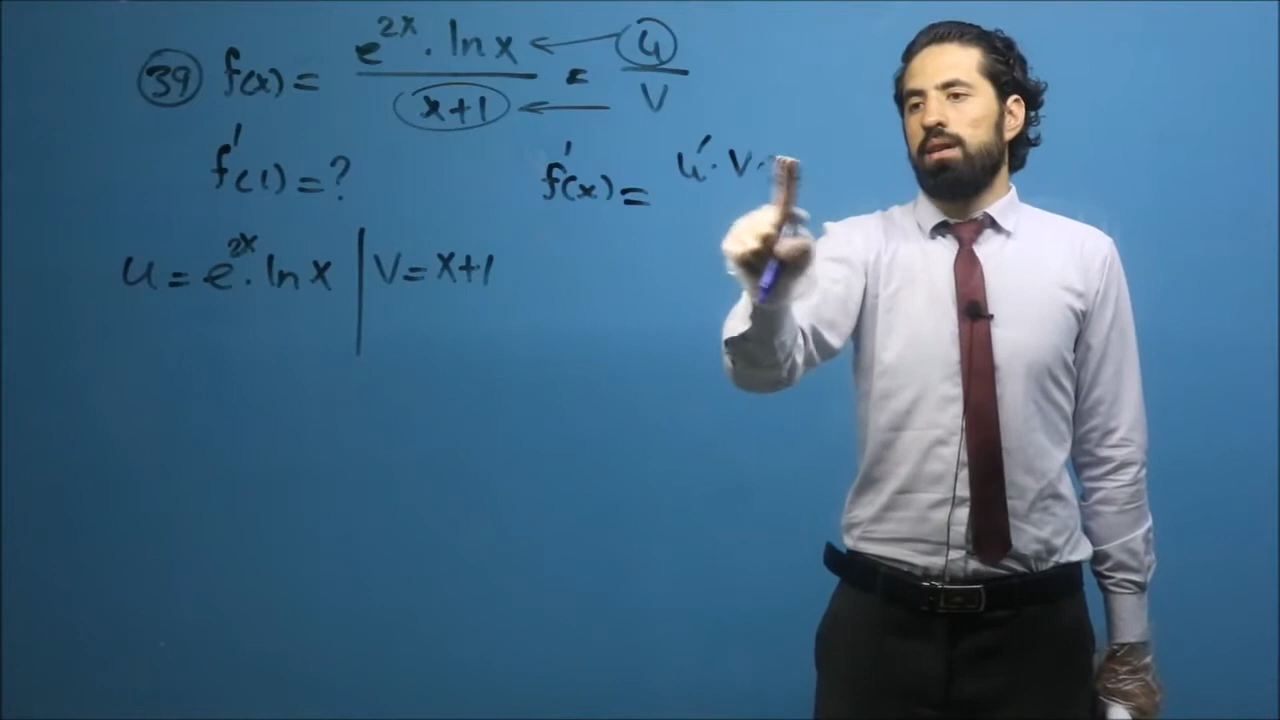 39 f(x) = e^{2x} · ln x / x+1 = u / v
f'(1) = ?
f'(x) = u' · v ·
u = e^{2x} · ln x | v = x+1